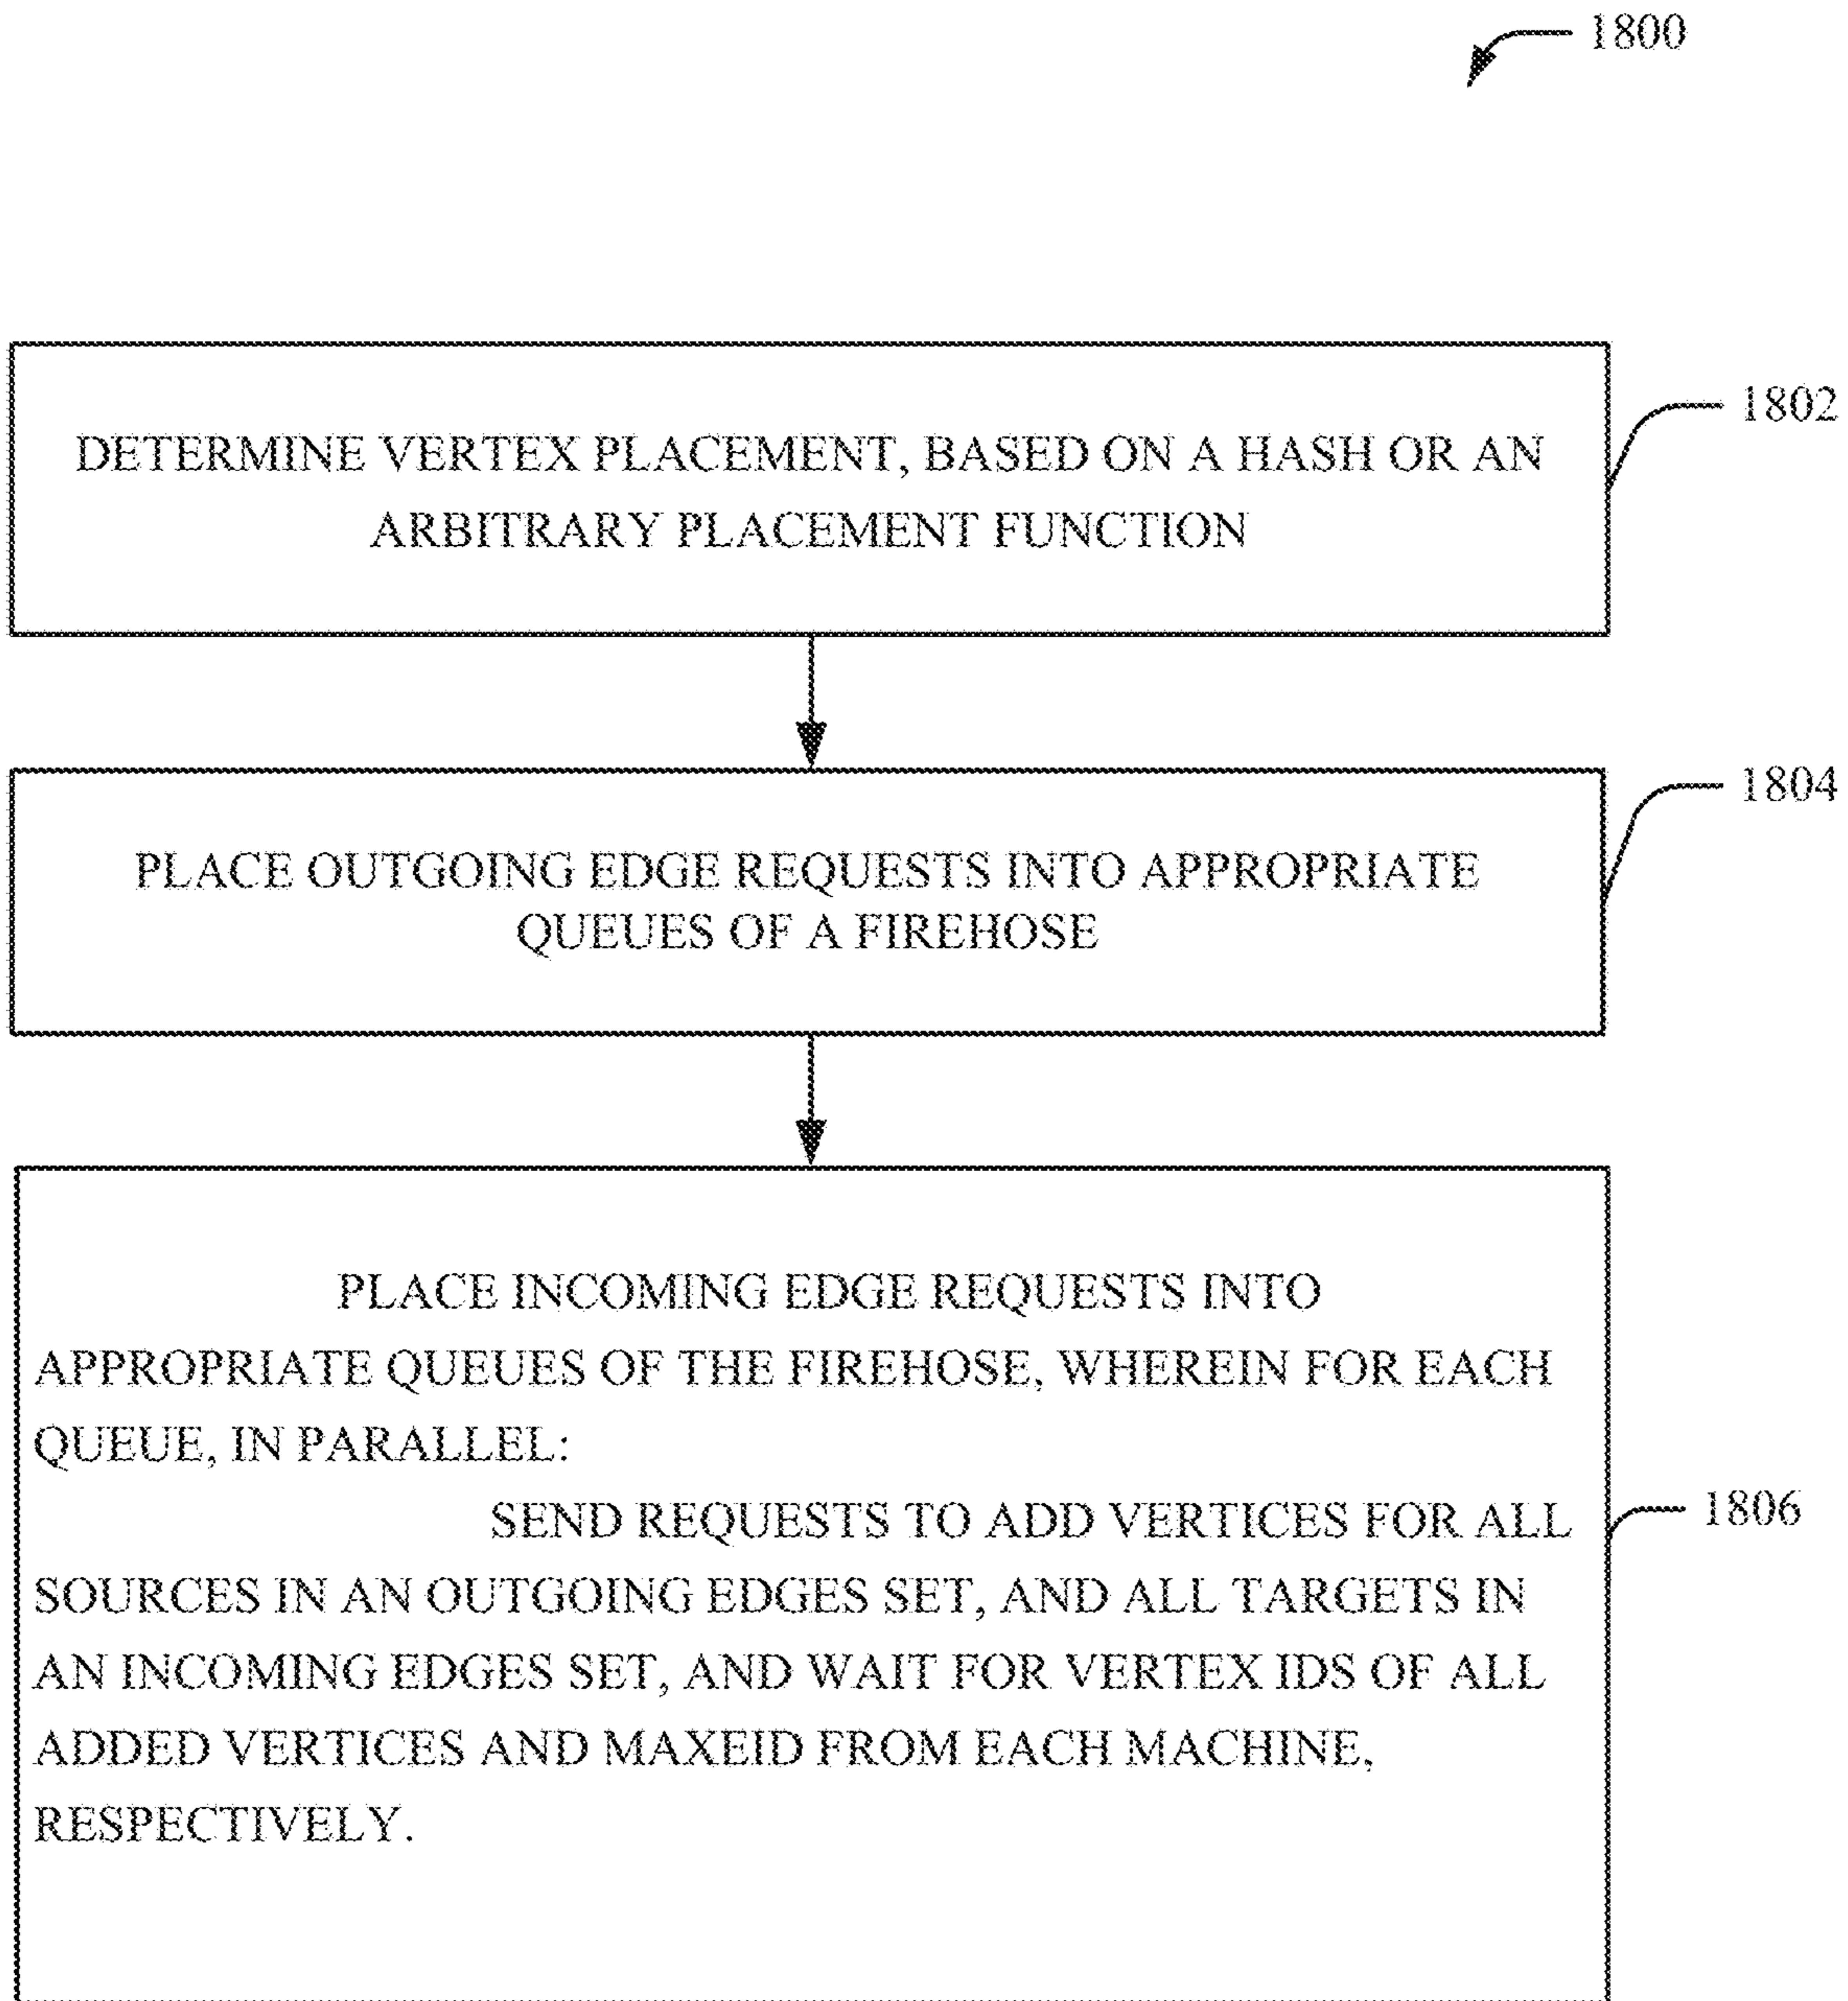 1800
DETERMINE VERTEX PLACEMENT, BASED ON A HASH OR AN
ARBITRARY PLACEMENT FUNCTION
1802
PLACE OUTGOING EDGE REQUESTS INTO APPROPRIATE
QUEUES OF A FIREHOSE
1804
PLACE INCOMING EDGE REQUESTS INTO
APPROPRIATE QUEUES OF THE FIREHOSE, WHEREIN FOR EACH
QUEUE, IN PARALLEL:
SEND REQUESTS TO ADD VERTICES FOR ALL
SOURCES IN AN OUTGOING EDGES SET, AND ALL TARGETS IN
AN INCOMING EDGES SET, AND WAIT FOR VERTEX IDS OF ALL
ADDED VERTICES AND MAXEID FROM EACH MACHINE,
RESPECTIVELY.
1806